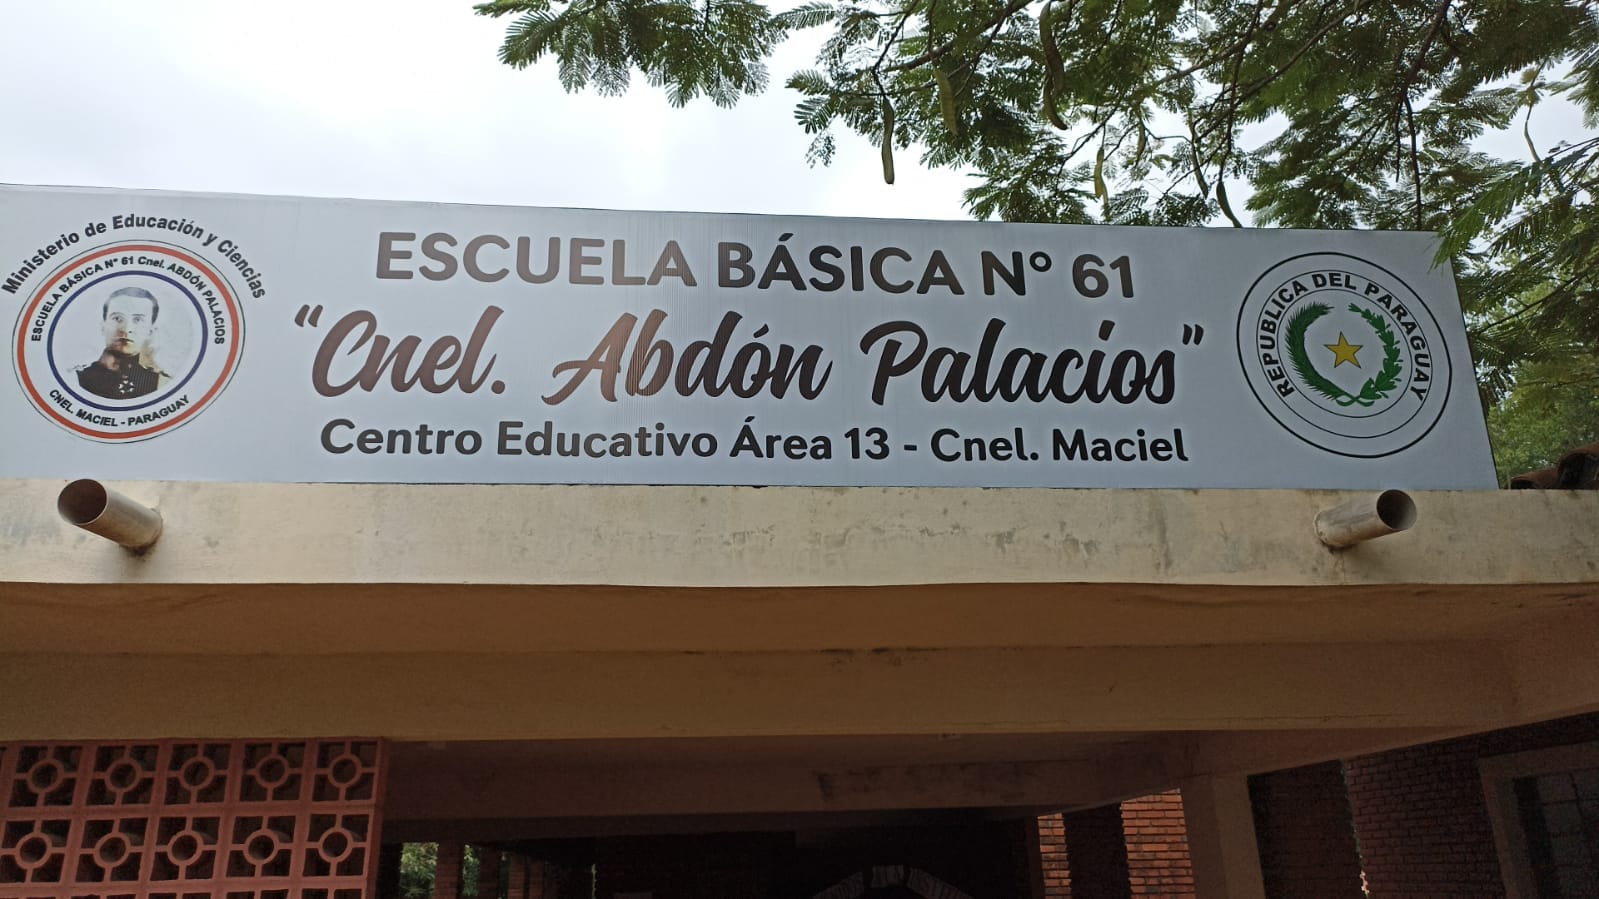 Ministerio de Educación y Ciencias
ESCUELA BÁSICA N° 61 Cnel. ABDÓN PALACIOS
CNEL. MACIEL - PARAGUAY
ESCUELA BÁSICA N° 61
“Cnel. Abdón Palacios”
Centro Educativo Área 13 - Cnel. Maciel
REPUBLICA DEL PARAGUAY